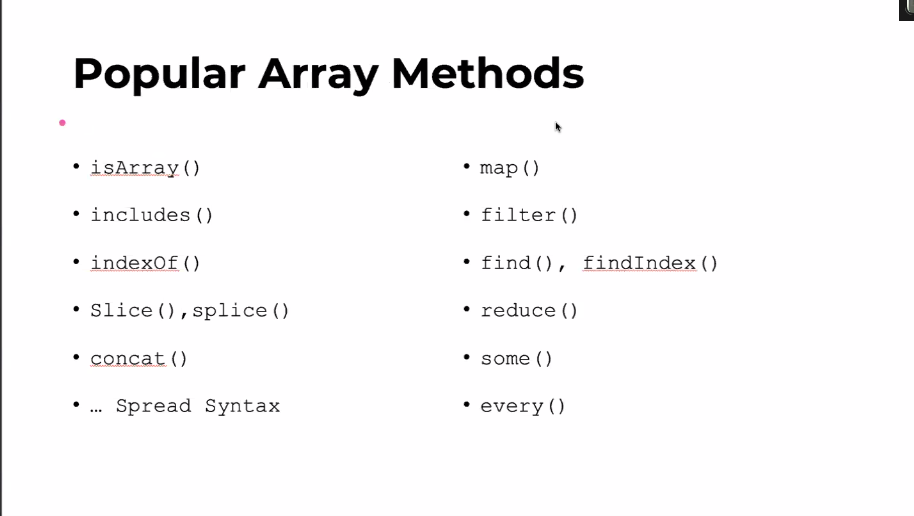 Popular Array Methods
• isArray()
• includes()
• indexOf()
• Slice(),splice()
• concat()
• … Spread Syntax
• map()
• filter()
• find(), findIndex()
• reduce()
• some()
• every()